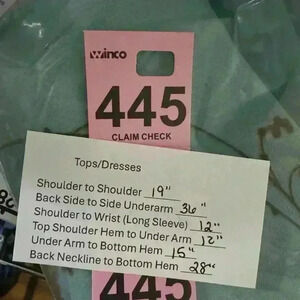 winco
445
CLAIM CHECK
Tops/Dresses
Shoulder to Shoulder 19"
Back Side to Side Underarm 36"
Shoulder to Wrist (Long Sleeve) 12"
Top Shoulder Hem to Under Arm 12"
Under Arm to Bottom Hem 15"
Back Neckline to Bottom Hem 28"
445